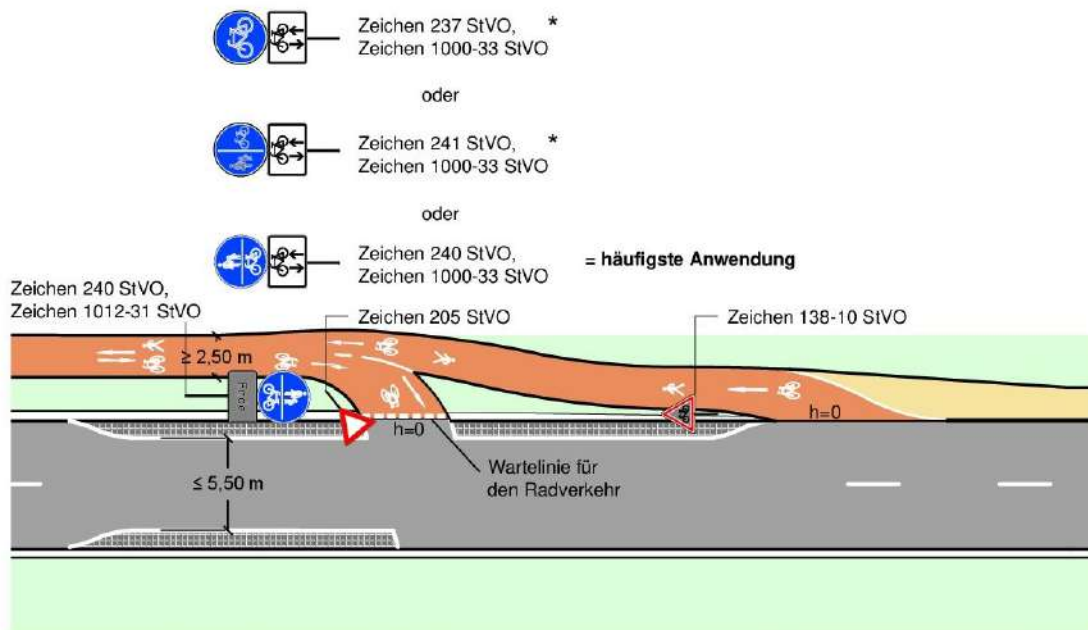 Zeichen 237 StVO, *
Zeichen 1000-33 StVO
oder
Zeichen 241 StVO, *
Zeichen 1000-33 StVO
oder
Zeichen 240 StVO,
Zeichen 1000-33 StVO
= häufigste Anwendung
Zeichen 240 StVO,
Zeichen 1012-31 StVO
Zeichen 205 StVO
Zeichen 138-10 StVO
≥ 2,50 m
Ende
h=0
h=0
Wartelinie für
den Radverkehr
≤ 5,50 m